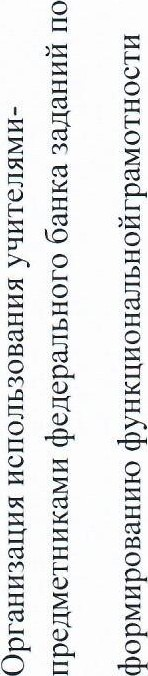 Организация использования учителями-
предметниками федерального банка заданий по
формированию функциональнойграмотности